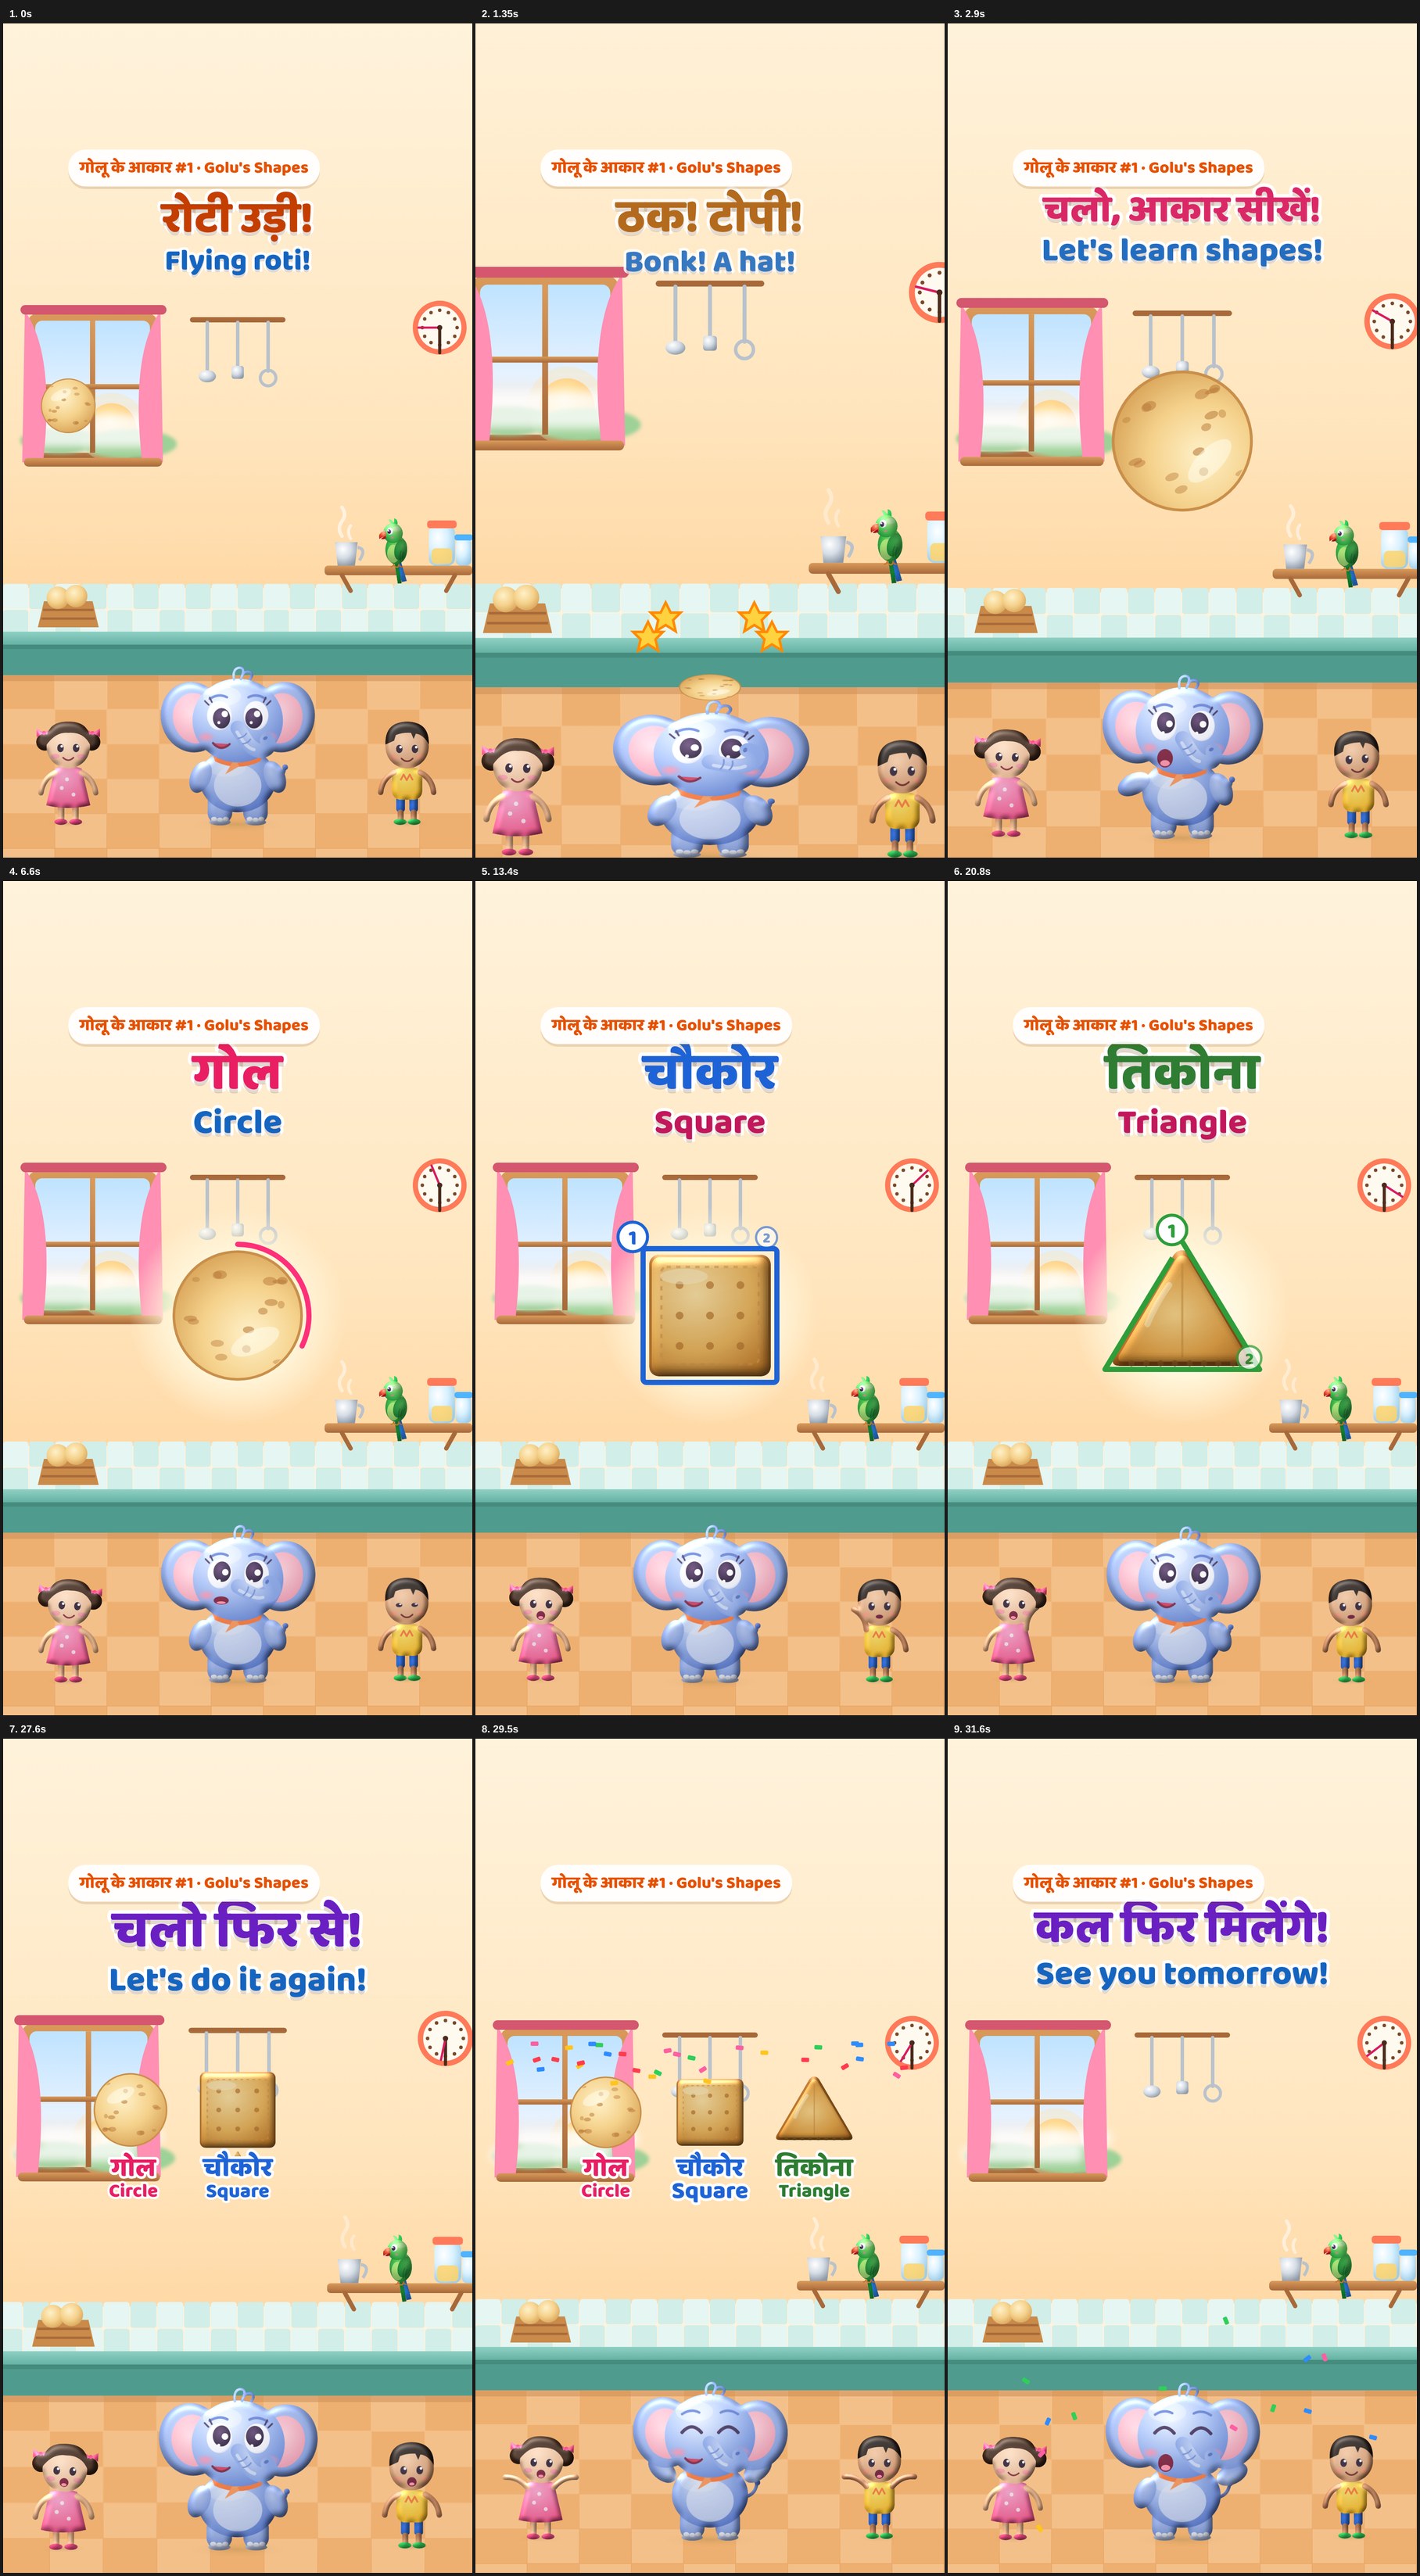 1. 0s
गोलू के आकार #1 · Golu's Shapes
रोटी उड़ी!
Flying roti!
2. 1.35s
गोलू के आकार #1 · Golu's Shapes
ठक! टोपी!
Bonk! A hat!
3. 2.9s
गोलू के आकार #1 · Golu's Shapes
चलो, आकार सीखें!
Let's learn shapes!
4. 6.6s
गोलू के आकार #1 · Golu's Shapes
गोल
Circle
5. 13.4s
गोलू के आकार #1 · Golu's Shapes
चौकोर
Square
1
2
6. 20.8s
गोलू के आकार #1 · Golu's Shapes
तिकोना
Triangle
1
2
7. 27.6s
गोलू के आकार #1 · Golu's Shapes
चलो फिर से!
Let's do it again!
गोल चौकोर
Circle Square
8. 29.5s
गोलू के आकार #1 · Golu's Shapes
गोल चौकोर तिकोना
Circle Square Triangle
9. 31.6s
गोलू के आकार #1 · Golu's Shapes
कल फिर मिलेंगे!
See you tomorrow!